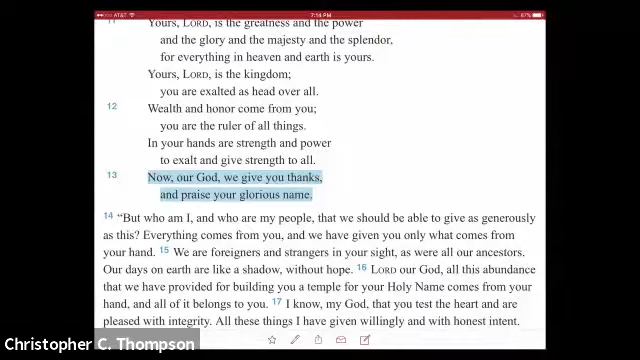 AT&T 7:14 PM 87%
11 Yours, LORD, is the greatness and the power
and the glory and the majesty and the splendor,
for everything in heaven and earth is yours.
Yours, LORD, is the kingdom;
you are exalted as head over all.
12 Wealth and honor come from you;
you are the ruler of all things.
In your hands are strength and power
to exalt and give strength to all.
13 Now, our God, we give you thanks,
and praise your glorious name.
14 “But who am I, and who are my people, that we should be able to give as generously
as this? Everything comes from you, and we have given you only what comes from
your hand. 15 We are foreigners and strangers in your sight, as were all our ancestors.
Our days on earth are like a shadow, without hope. 16 LORD our God, all this abundance
that we have provided for building you a temple for your Holy Name comes from your
hand, and all of it belongs to you. 17 I know, my God, that you test the heart and are
pleased with integrity. All these things I have given willingly and with honest intent.
Christopher C. Thompson